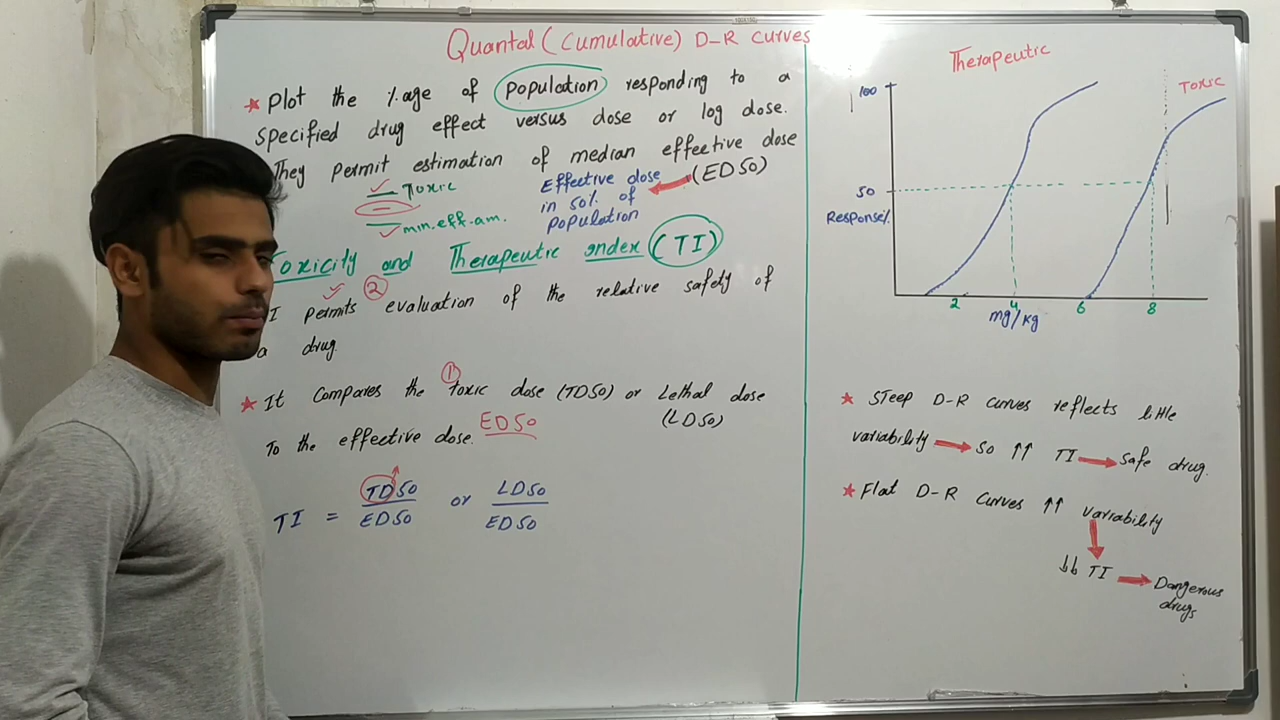 Quantal (Cumulative) D-R Curves
* Plot the %age of population responding to a
specified drug effect versus dose or log dose.
They permit estimation of median effective dose
(ED50)
Toxic
min.eff.am.
Effective dose
in 50% of
population
Toxicity and Therapeutic index (TI)
I permits ② evaluation of the relative safety of
a drug.
* It compares the ① toxic dose (TD50) or Lethal dose
(LD50)
To the effective dose. ED50
TI = TD50 / ED50 or LD50 / ED50
Therapeutic
Toxic
100
50
Response%
2 4 6 8
mg/kg
* Steep D-R curves reflects little
variability → So ↑↑ TI → Safe drug.
* Flat D-R Curves ↑↑ variability
↓
↓↓ TI → Dangerous
drugs